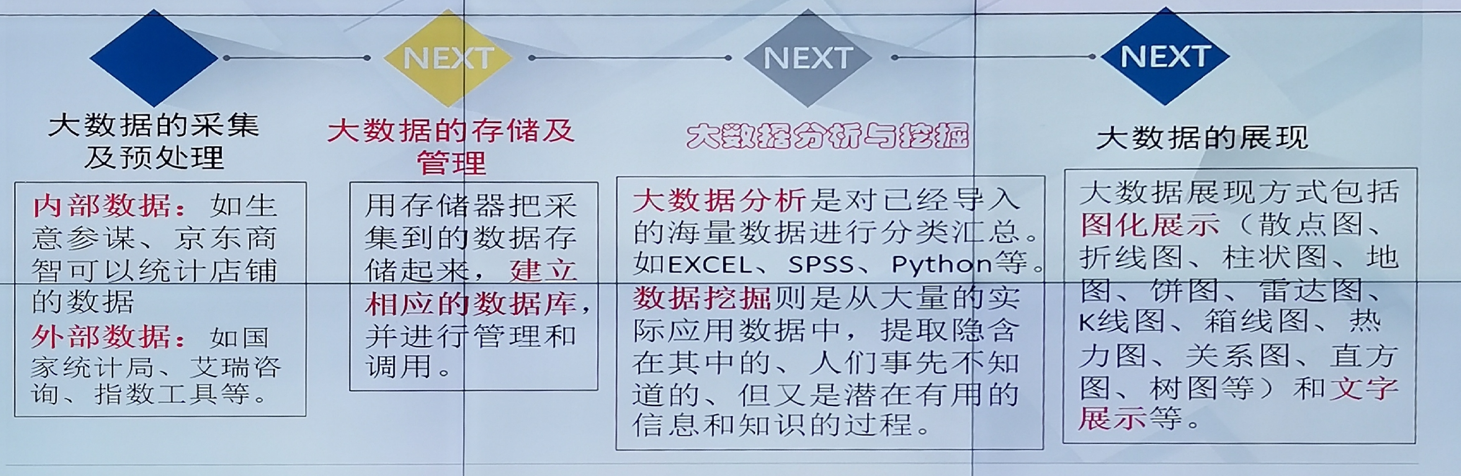 NEXT
NEXT
NEXT
大数据的采集
及预处理
内部数据：如生
意参谋、京东商
智可以统计店铺
的数据
外部数据：如国
家统计局、艾瑞咨
询、指数工具等。
大数据的存储及
管理
用存储器把采
集到的数据存
储起来，建立
相应的数据库，
并进行管理和
调用。
大数据分析与挖掘
大数据分析是对已经导入
的海量数据进行分类汇总。
如EXCEL、SPSS、Python等。
数据挖掘则是从大量的实
际应用数据中，提取隐含
在其中的、人们事先不知
道的、但又是潜在有用的
信息和知识的过程。
大数据的展现
大数据展现方式包括
图化展示（散点图、
折线图、柱状图、地
图、饼图、雷达图、
K线图、箱线图、热
力图、关系图、直方
图、树图等）和文字
展示等。